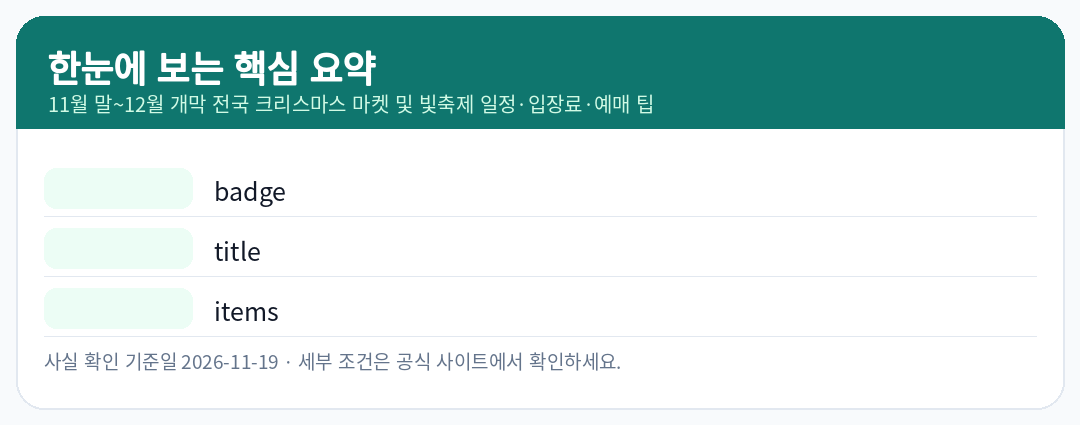 한눈에 보는 핵심 요약
11월 말~12월 개막 전국 크리스마스 마켓 및 빛축제 일정·입장료·예매 팁
badge
title
items
사실 확인 기준일 2026-11-19 · 세부 조건은 공식 사이트에서 확인하세요.